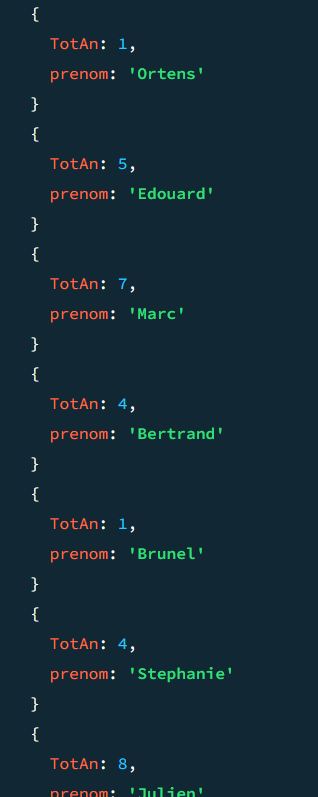 {
TotAn: 1,
prenom: 'Ortens'
}
{
TotAn: 5,
prenom: 'Edouard'
}
{
TotAn: 7,
prenom: 'Marc'
}
{
TotAn: 4,
prenom: 'Bertrand'
}
{
TotAn: 1,
prenom: 'Brunel'
}
{
TotAn: 4,
prenom: 'Stephanie'
}
{
TotAn: 8,
prenom: 'Julien'